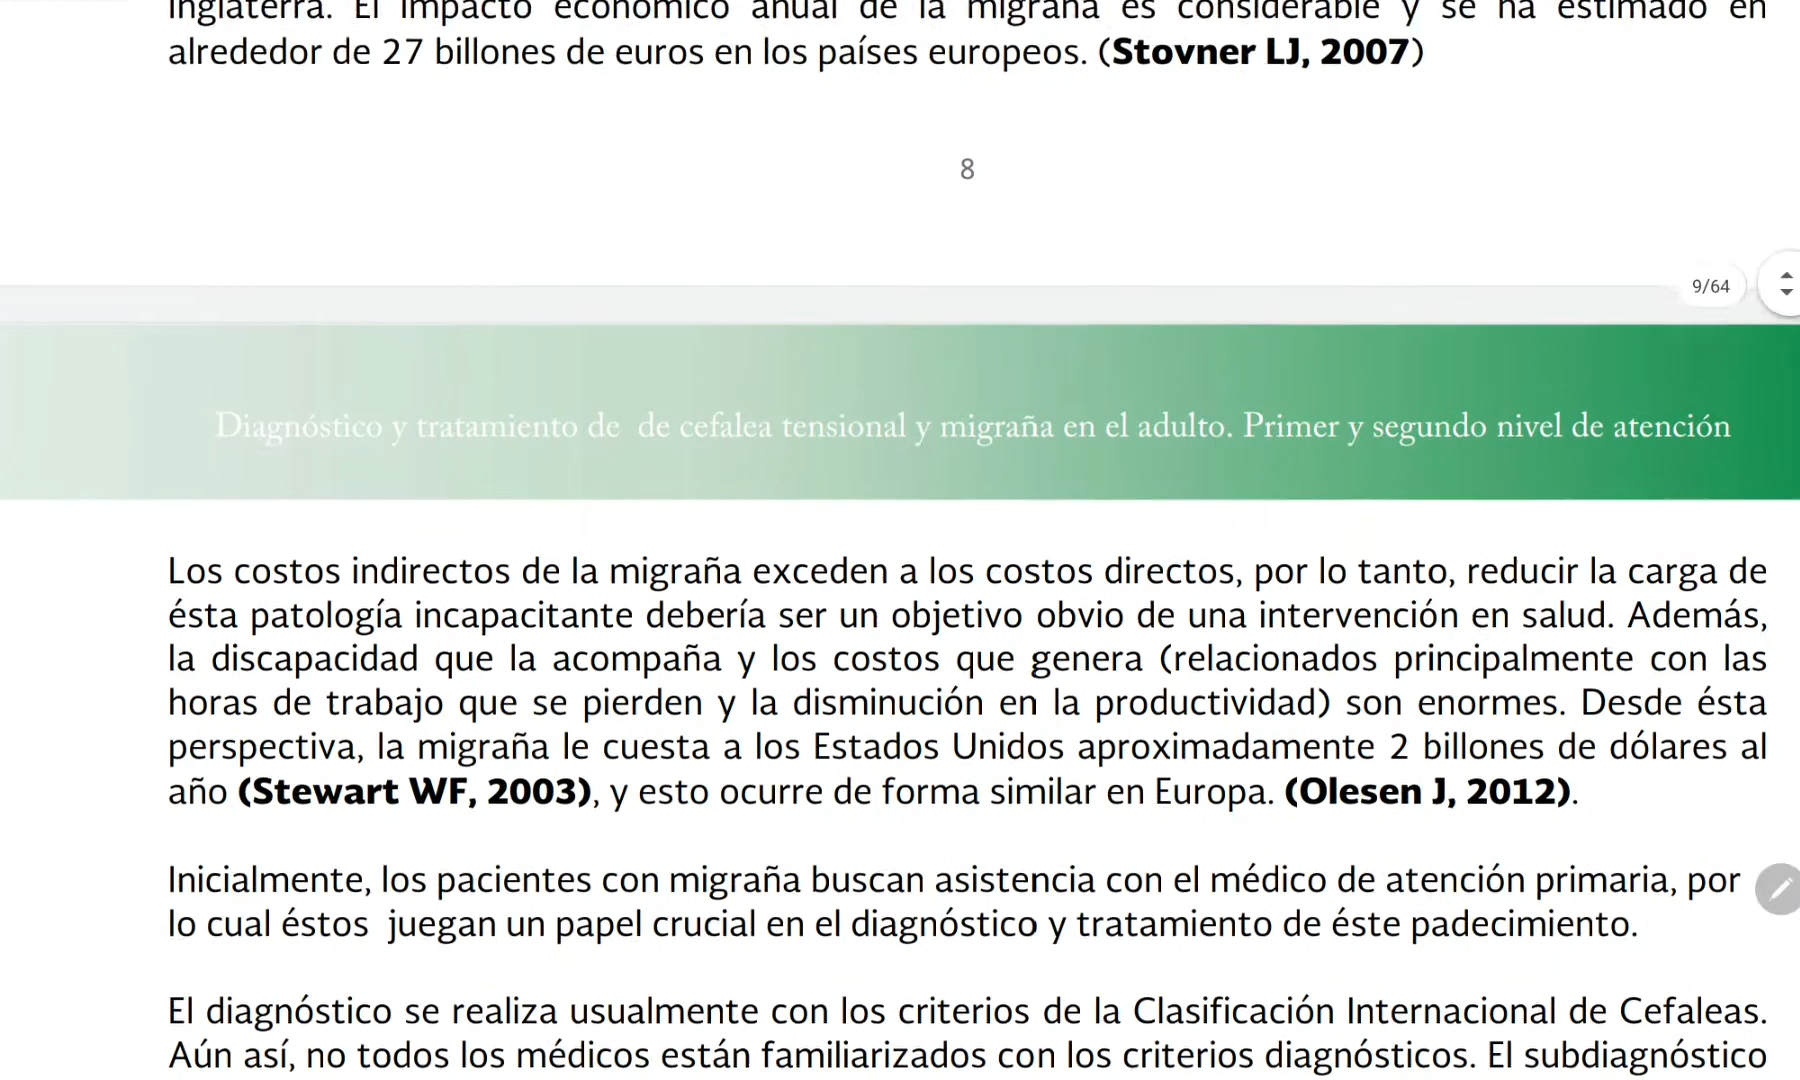 Inglaterra. El impacto económico anual de la migraña es considerable y se ha estimado en
alrededor de 27 billones de euros en los países europeos. (Stovner LJ, 2007)
8
9/64
Diagnóstico y tratamiento de  de cefalea tensional y migraña en el adulto. Primer y segundo nivel de atención
Los costos indirectos de la migraña exceden a los costos directos, por lo tanto, reducir la carga de
ésta patología incapacitante debería ser un objetivo obvio de una intervención en salud. Además,
la discapacidad que la acompaña y los costos que genera (relacionados principalmente con las
horas de trabajo que se pierden y la disminución en la productividad) son enormes. Desde ésta
perspectiva, la migraña le cuesta a los Estados Unidos aproximadamente 2 billones de dólares al
año (Stewart WF, 2003), y esto ocurre de forma similar en Europa. (Olesen J, 2012).
Inicialmente, los pacientes con migraña buscan asistencia con el médico de atención primaria, por
lo cual éstos  juegan un papel crucial en el diagnóstico y tratamiento de éste padecimiento.
El diagnóstico se realiza usualmente con los criterios de la Clasificación Internacional de Cefaleas.
Aún así, no todos los médicos están familiarizados con los criterios diagnósticos. El subdiagnóstico